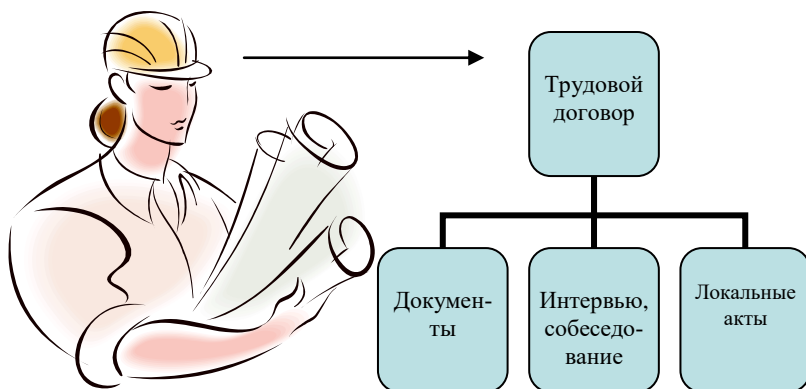 Трудовой
договор
Докумен-
ты
Интервью,
собеседо-
вание
Локальные
акты